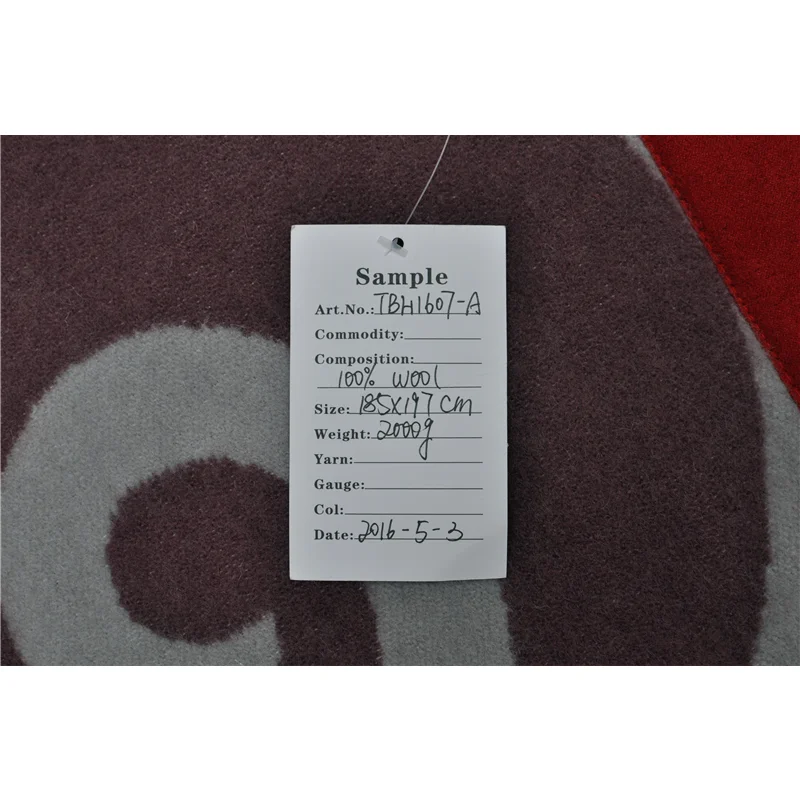 Sample
Art.No.: TBH1607-A
Commodity:
Composition:
100% WOOl
Size: 185X197 CM
Weight: 2000g
Yarn:
Gauge:
Col:
Date: 2016-5-3